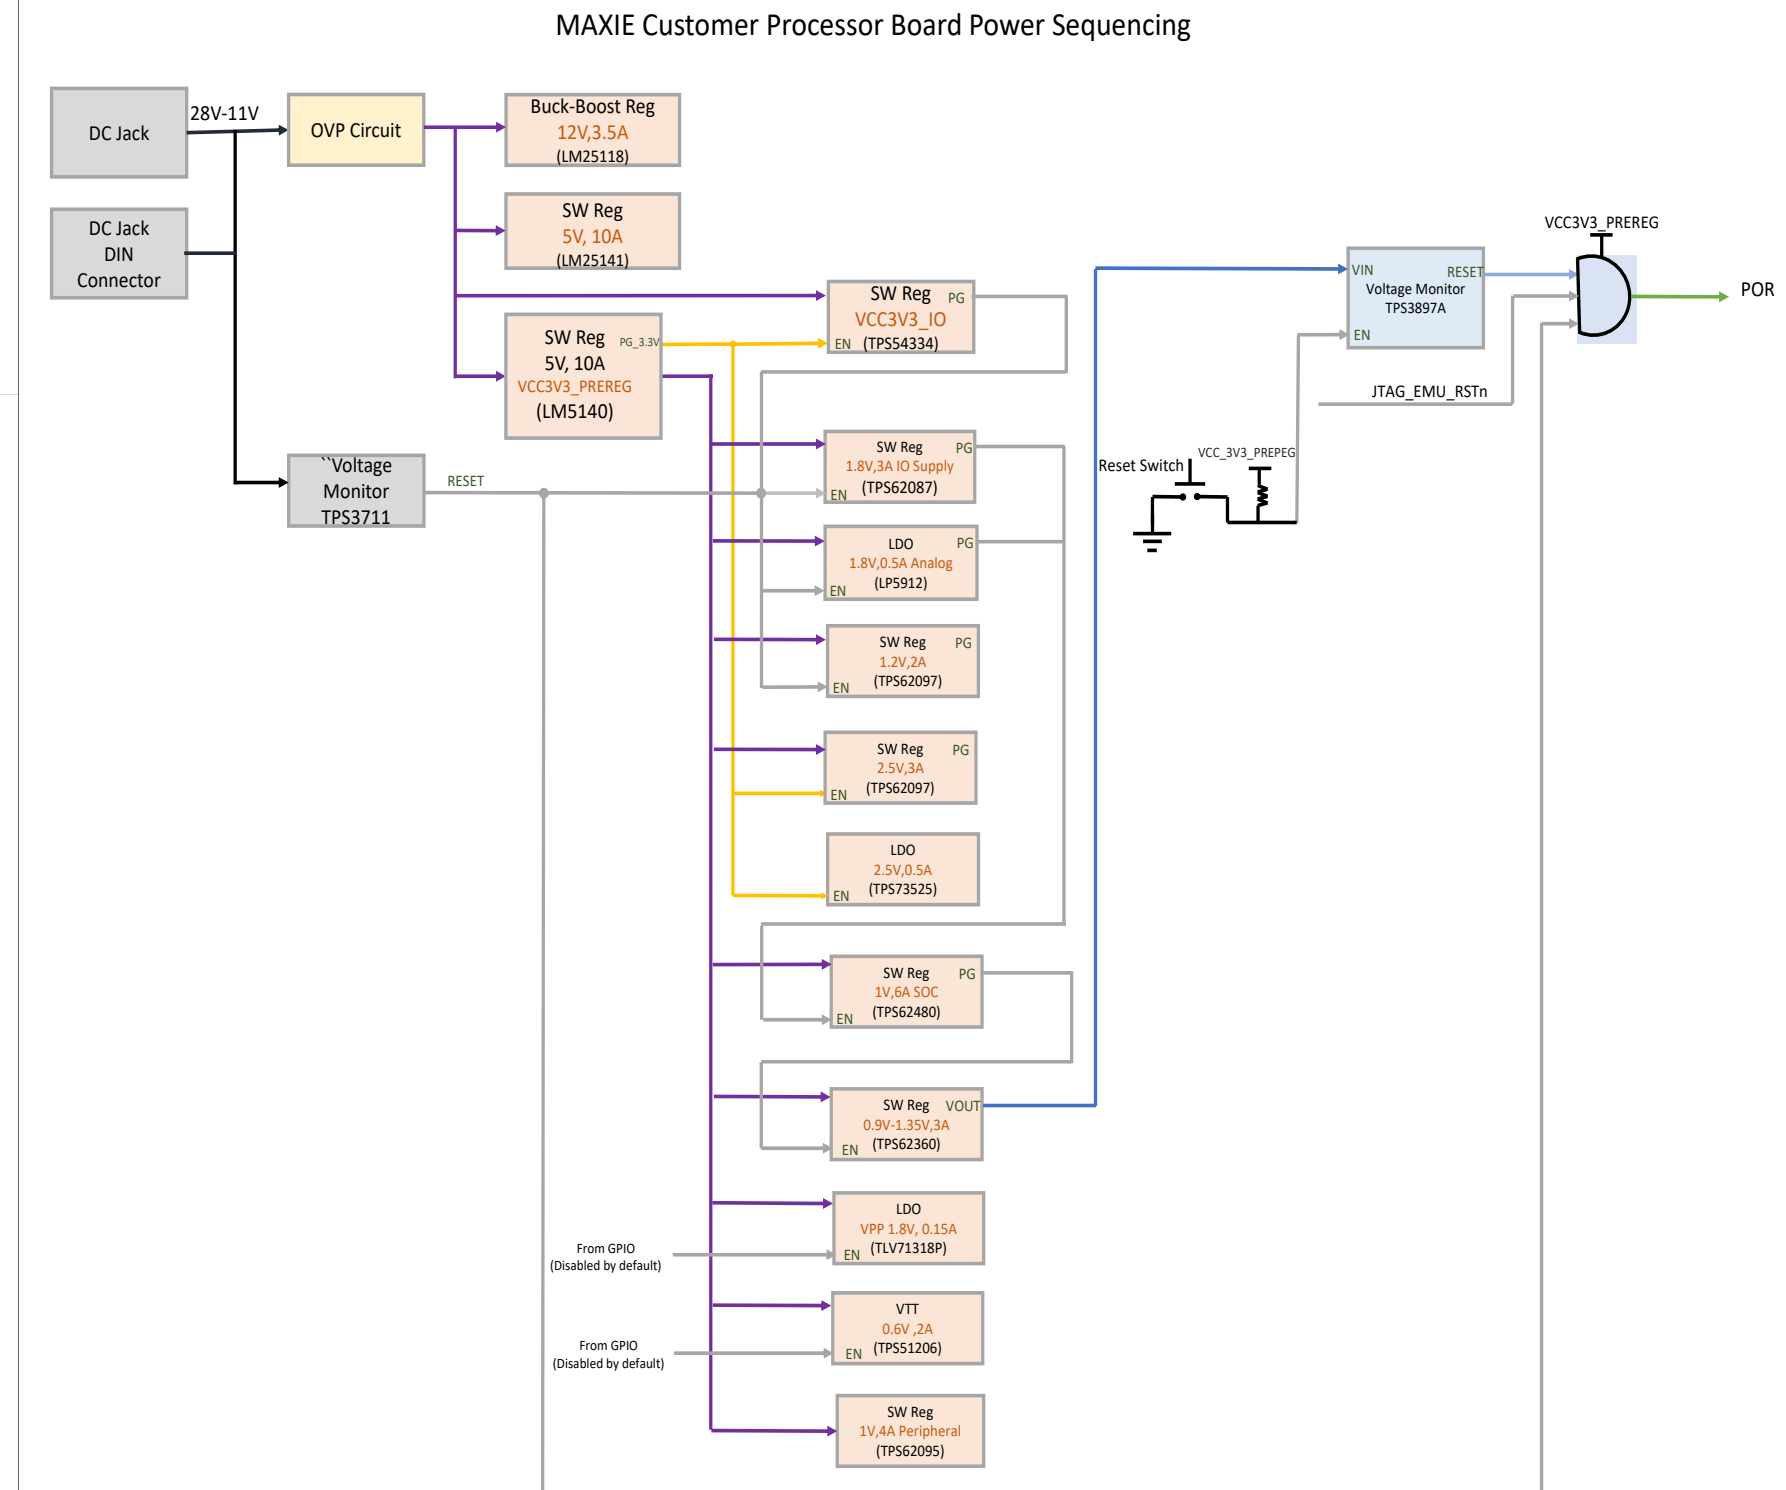 MAXIE Customer Processor Board Power Sequencing
DC Jack
28V-11V
OVP Circuit
Buck-Boost Reg
12V,3.5A
(LM25118)
DC Jack
DIN
Connector
SW Reg
5V, 10A
(LM25141)
SW Reg
PG
VCC3V3_IO
EN
(TPS54334)
SW Reg
PG_3.3V
5V, 10A
VCC3V3_PREREG
(LM5140)
VCC3V3_PREREG
VIN
RESET
Voltage Monitor
TPS3897A
EN
POR
JTAG_EMU_RSTn
Reset Switch
VCC_3V3_PREPEG
``Voltage
Monitor
TPS3711
RESET
SW Reg
PG
1.8V,3A IO Supply
(TPS62087)
EN
LDO
PG
1.8V,0.5A Analog
(LP5912)
EN
SW Reg
PG
1.2V,2A
(TPS62097)
EN
SW Reg
PG
2.5V,3A
(TPS62097)
EN
LDO
2.5V,0.5A
(TPS73525)
EN
SW Reg
PG
1V,6A SOC
(TPS62480)
EN
SW Reg
VOUT
0.9V-1.35V,3A
(TPS62360)
EN
LDO
VPP 1.8V, 0.15A
(TLV71318P)
EN
From GPIO
(Disabled by default)
VTT
0.6V ,2A
(TPS51206)
EN
From GPIO
(Disabled by default)
SW Reg
1V,4A Peripheral
(TPS62095)